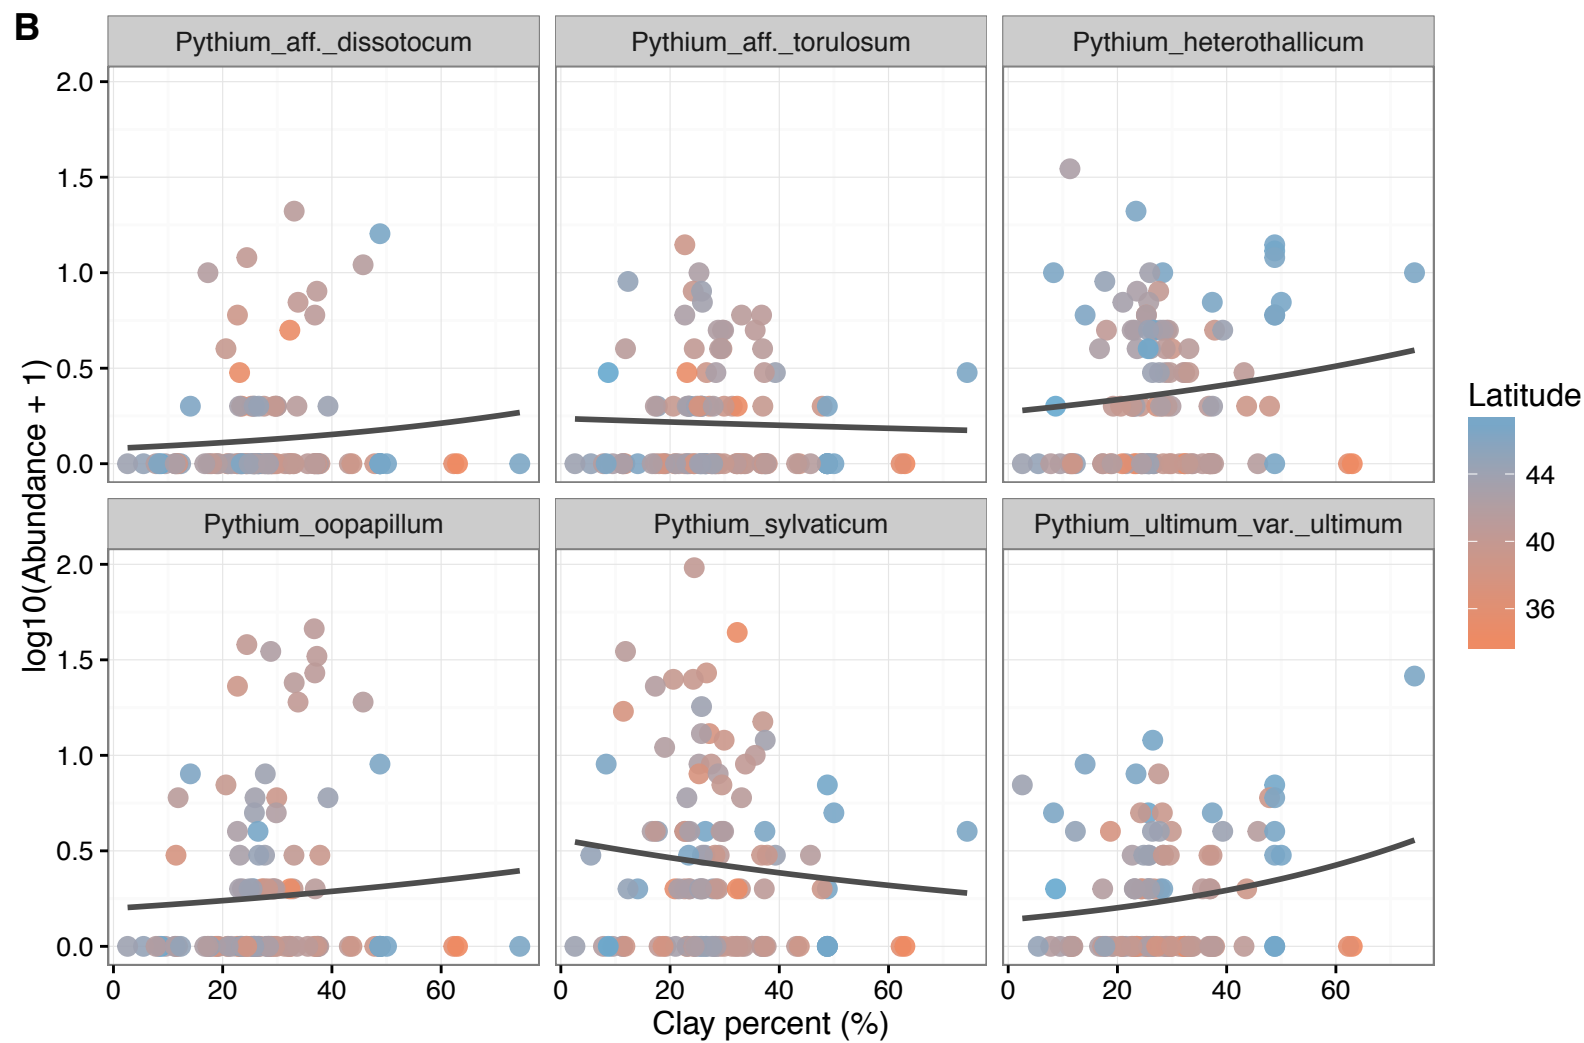 B
Pythium_aff._dissotocum Pythium_aff._torulosum Pythium_heterothallicum
2.0
1.5
1.0
0.5
0.0
log10(Abundance + 1)
Pythium_oopapillum Pythium_sylvaticum Pythium_ultimum_var._ultimum
2.0
1.5
1.0
0.5
0.0
0 20 40 60 0 20 40 60 0 20 40 60
Clay percent (%)
Latitude
44
40
36